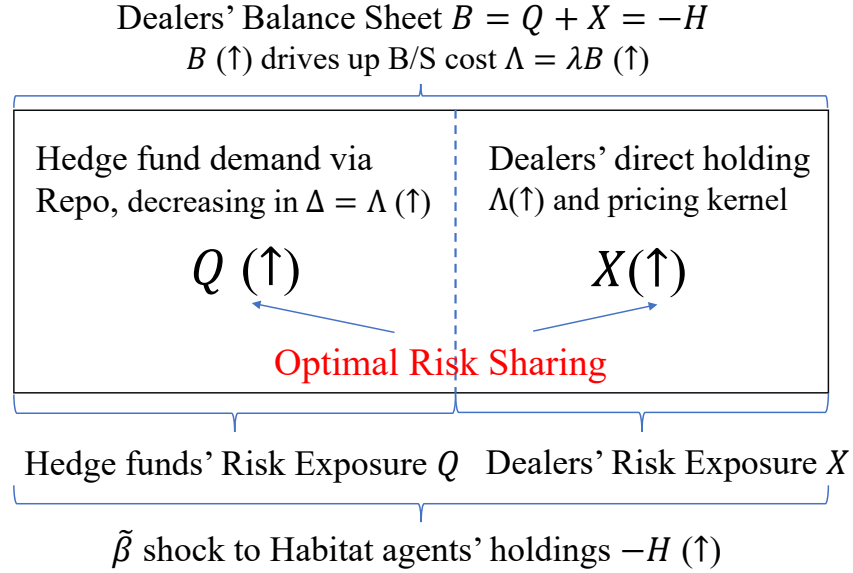 Dealers’ Balance Sheet B = Q + X = −H
B (↑) drives up B/S cost Λ = λB (↑)
Hedge fund demand via
Repo, decreasing in Δ = Λ (↑)
Q (↑)
Dealers’ direct holding
Λ(↑) and pricing kernel
X(↑)
Optimal Risk Sharing
Hedge funds’ Risk Exposure Q
Dealers’ Risk Exposure X
β̃ shock to Habitat agents’ holdings −H (↑)